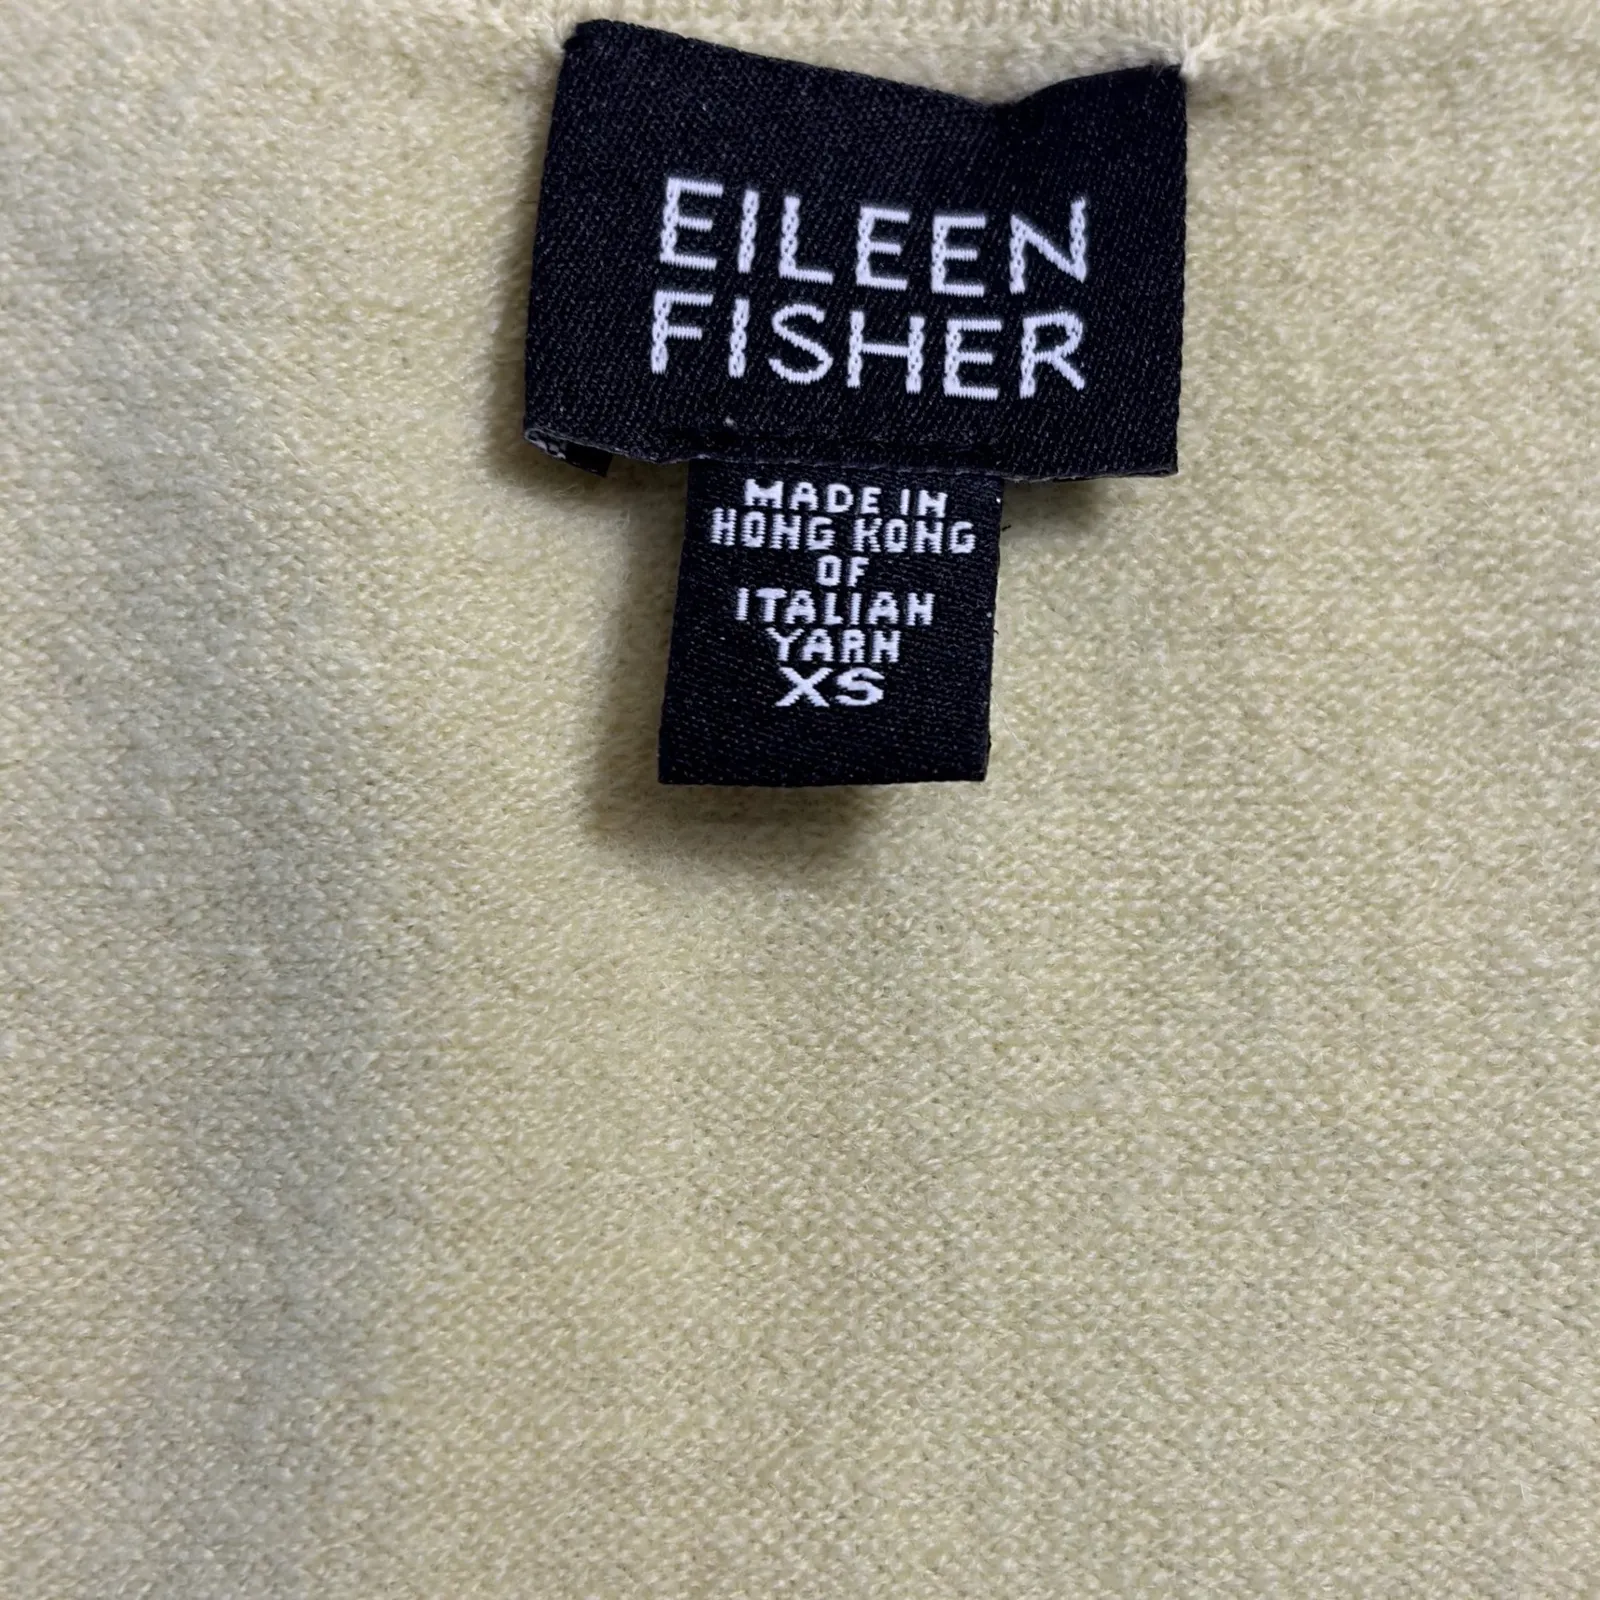 EILEEN
FISHER
MADE IN
HONG KONG
OF
ITALIAN
YARN
XS